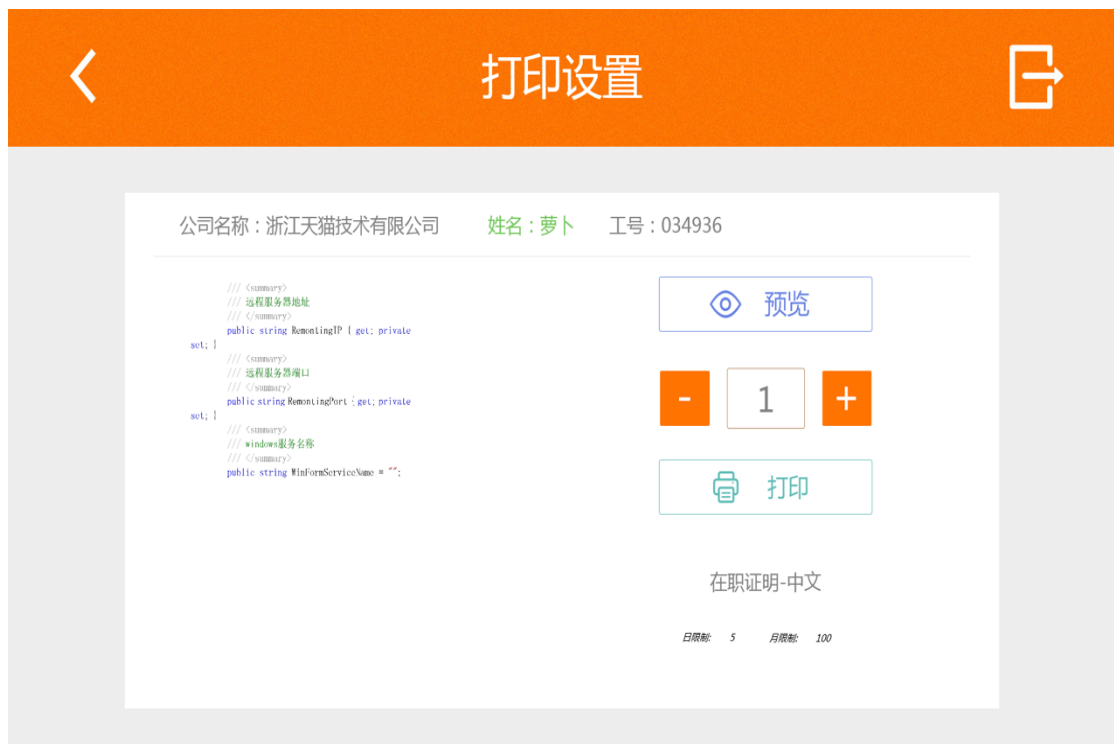 打印设置
公司名称：浙江天猫技术有限公司 姓名：萝卜 工号：034936
/// <summary>
/// 远程服务器地址
/// </summary>
public string RemontingIP { get; private
set; }
/// <summary>
/// 远程服务器端口
/// </summary>
public string RemontingPort { get; private
set; }
/// <summary>
/// windows服务名称
/// </summary>
public string WinFormServiceName = "";
预览
- 1 +
打印
在职证明-中文
日限制: 5 月限制: 100